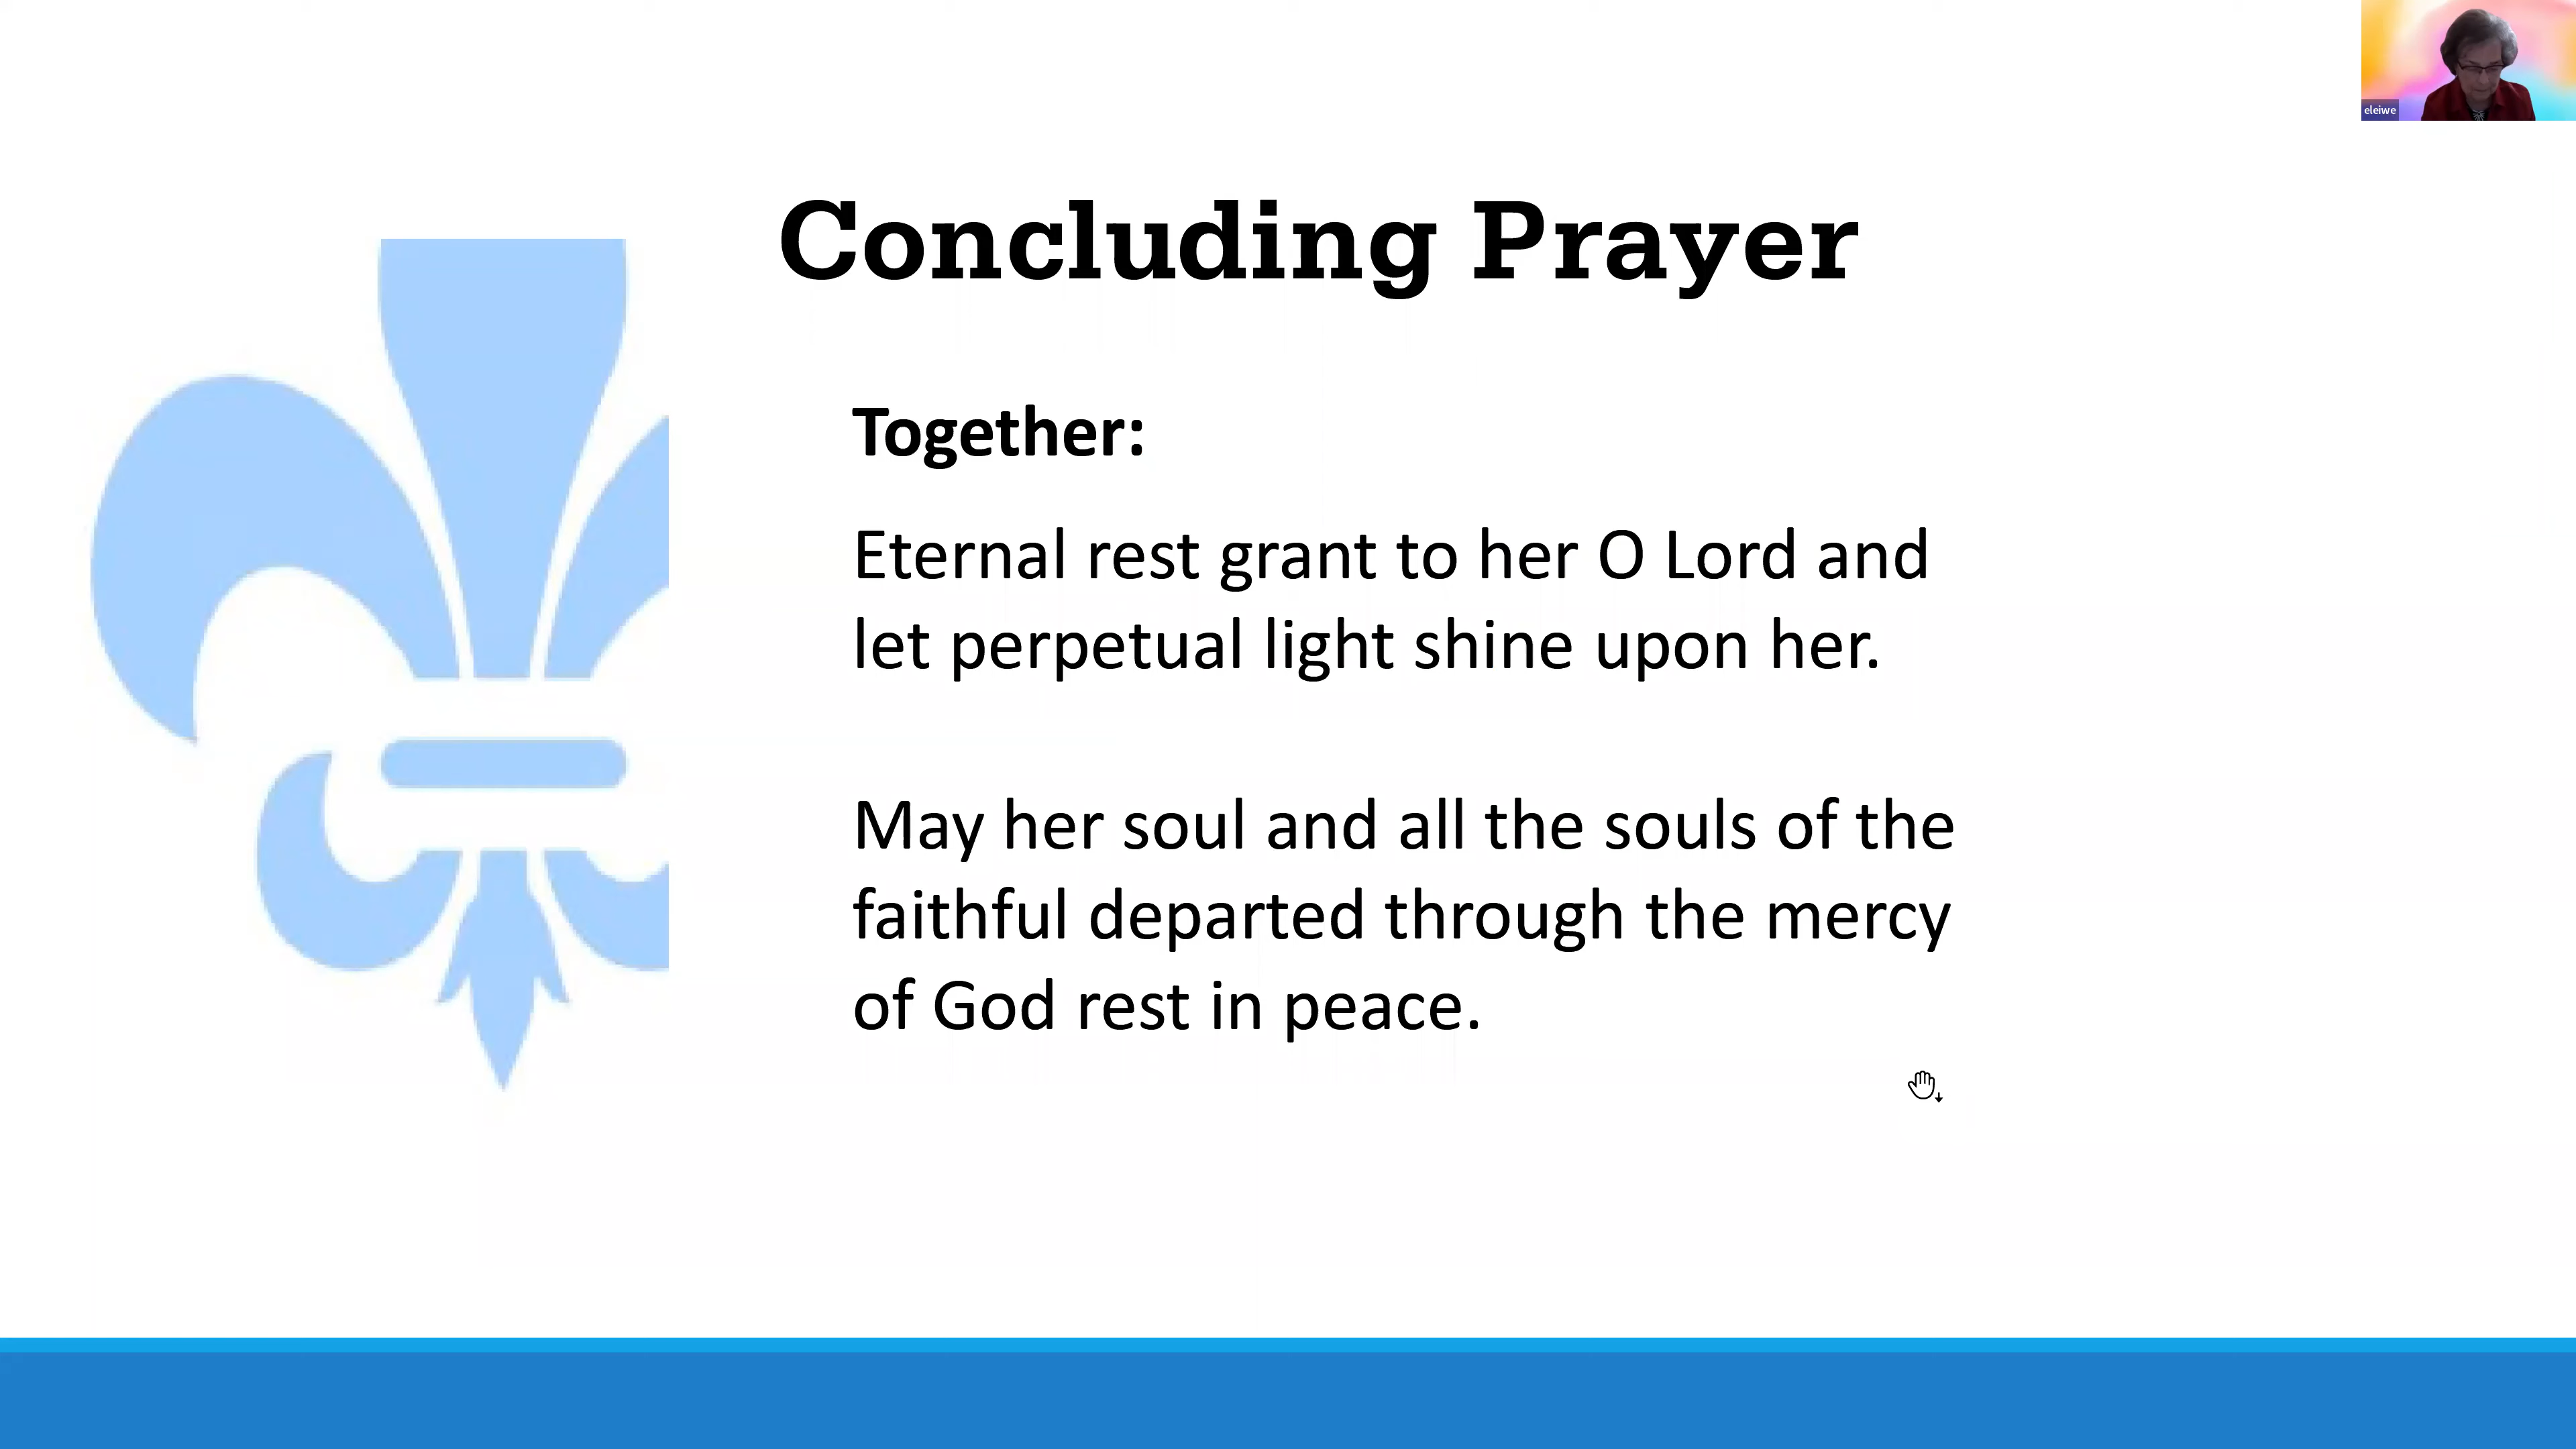 eleiwe
Concluding Prayer
Together:
Eternal rest grant to her O Lord and
let perpetual light shine upon her.
May her soul and all the souls of the
faithful departed through the mercy
of God rest in peace.